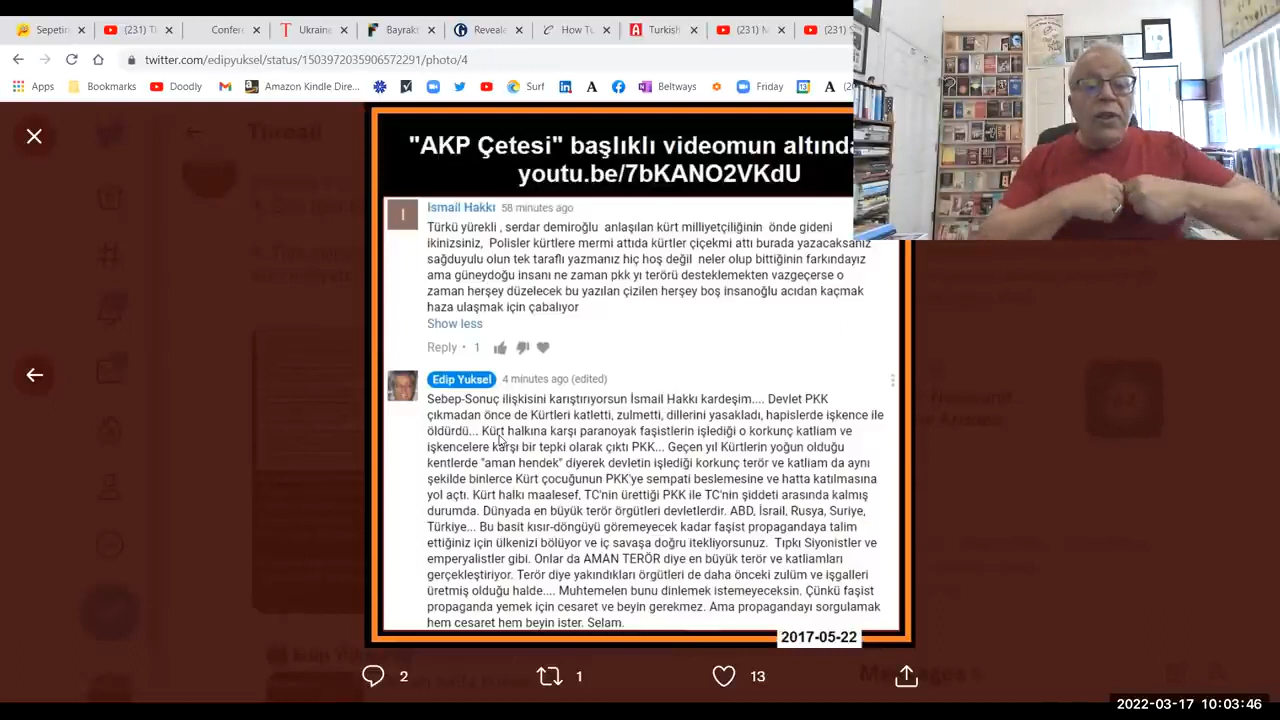 Sepetin
(231) T
Confere
Ukraini
Bayrakt
Reveale
How Tu
Turkish
(231) M
(231) S
twitter.com/edipyuksel/status/1503972035906572291/photo/4
Apps
Bookmarks
Doodly
Amazon Kindle Dire...
Surf
Beltways
Friday
"AKP Çetesi" başlıklı videomun altında
youtu.be/7bKANO2VKdU
I
İsmail Hakkı 58 minutes ago
Türkü yürekli , serdar demiroğlu anlaşılan kürt milliyetçiliğinin önde gideni
ikinizsiniz, Polisler kürtlere mermi attıda kürtler çiçekmi attı burada yazacaksanız
sağduyulu olun tek taraflı yazmanız hiç hoş değil neler olup bittiğinin farkındayız
ama güneydoğu insanı ne zaman pkk yı terörü desteklemekten vazgeçerse o
zaman herşey düzelecek bu yazılan çizilen herşey boş insanoğlu acıdan kaçmak
haza ulaşmak için çabalıyor
Show less
Reply • 1
Edip Yuksel 4 minutes ago (edited)
Sebep-Sonuç ilişkisini karıştırıyorsun İsmail Hakkı kardeşim.... Devlet PKK
çıkmadan önce de Kürtleri katletti, zulmetti, dillerini yasakladı, hapislerde işkence ile
öldürdü... Kürt halkına karşı paranoyak faşistlerin işlediği o korkunç katliam ve
işkencelere karşı bir tepki olarak çıktı PKK... Geçen yıl Kürtlerin yoğun olduğu
kentlerde "aman hendek" diyerek devletin işlediği korkunç terör ve katliam da aynı
şekilde binlerce Kürt çocuğunun PKK'ye sempati beslemesine ve hatta katılmasına
yol açtı. Kürt halkı maalesef, TC'nin ürettiği PKK ile TC'nin şiddeti arasında kalmış
durumda. Dünyada en büyük terör örgütleri devletlerdir. ABD, İsrail, Rusya, Suriye,
Türkiye... Bu basit kısır-döngüyü göremeyecek kadar faşist propagandaya talim
ettiğiniz için ülkenizi bölüyor ve iç savaşa doğru itekliyorsunuz. Tıpkı Siyonistler ve
emperyalistler gibi. Onlar da AMAN TERÖR diye en büyük terör ve katliamları
gerçekleştiriyor. Terör diye yakındıkları örgütleri de daha önceki zulüm ve işgalleri
üretmiş olduğu halde.... Muhtemelen bunu dinlemek istemeyeceksin. Çünkü faşist
propaganda yemek için cesaret ve beyin gerekmez. Ama propagandayı sorgulamak
hem cesaret hem beyin ister. Selam.
2017-05-22
2
1
13
2022-03-17 10:03:46